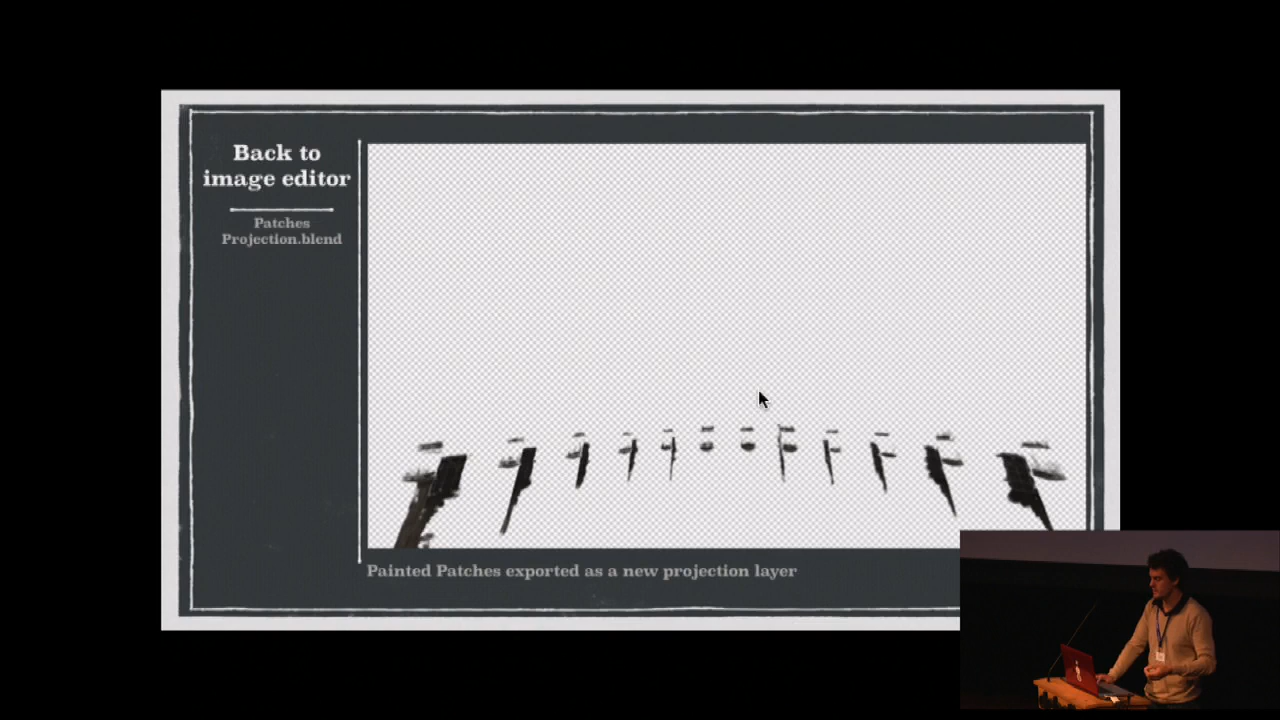 Back to
image editor
Patches
Projection.blend
Painted Patches exported as a new projection layer